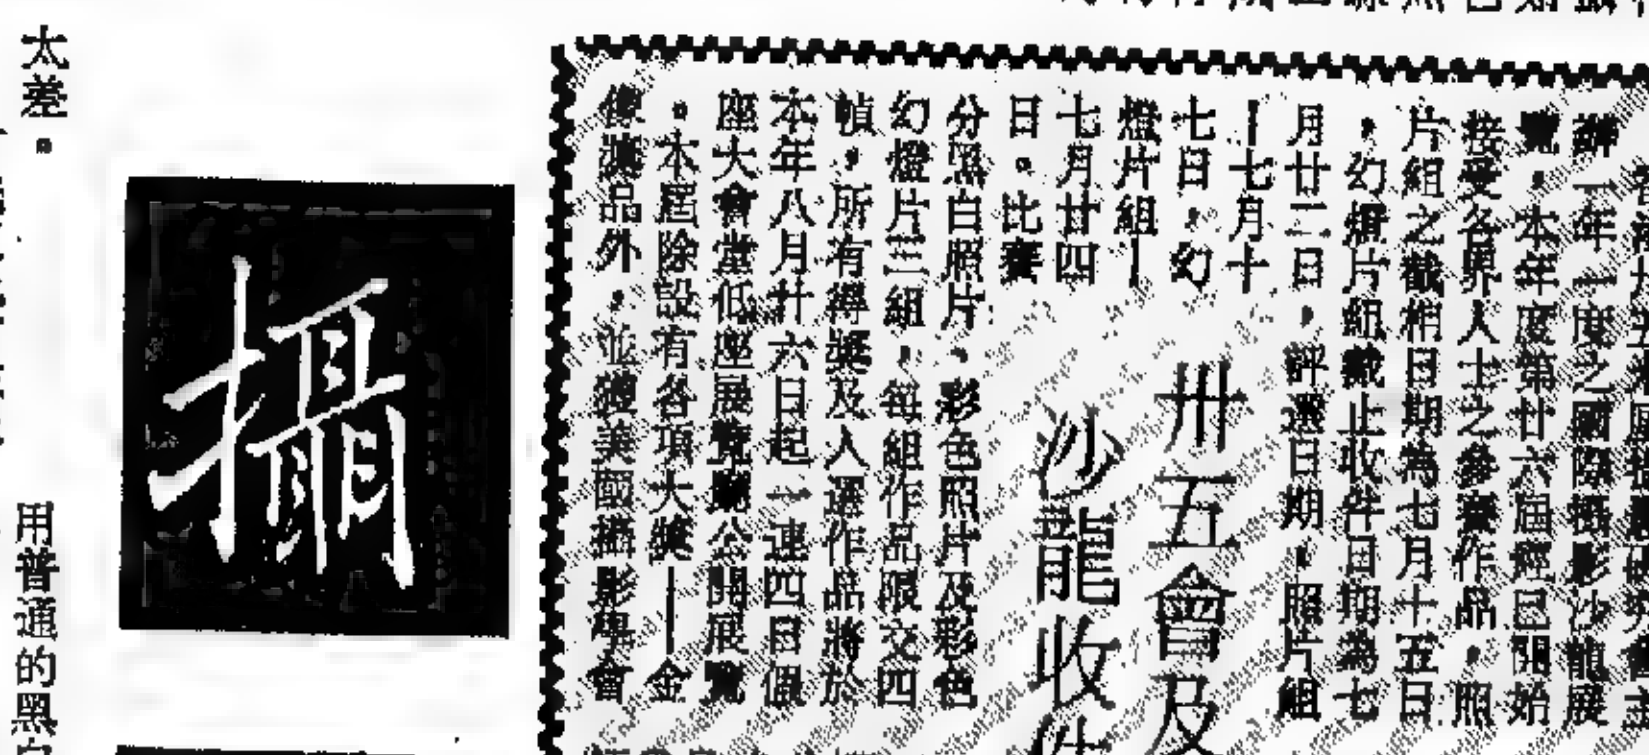 辦一年一度之國際攝影沙龍展
覽。本年度第廿六屆經已開始
接受各界人士之參賽作品。照
片組之截件日期為七月十五日
，幻燈片組截止收件日期為七
月廿二日，評選日期，照片組
｜七月十
七日，幻
燈片組｜
七月廿四
日。比賽
卅五會及
沙龍收件
分黑白照片，彩色照片及彩色
幻燈片三組，每組作品限交四
幀，所有得獎及入選作品將於
本年八月廿六日起一連四日假
座大會堂低座展覽廳公開展覽
。本屆除設有各項大獎｜金
像獎品外，並獲美國攝影學會
攝
太差。
用普通的黑白